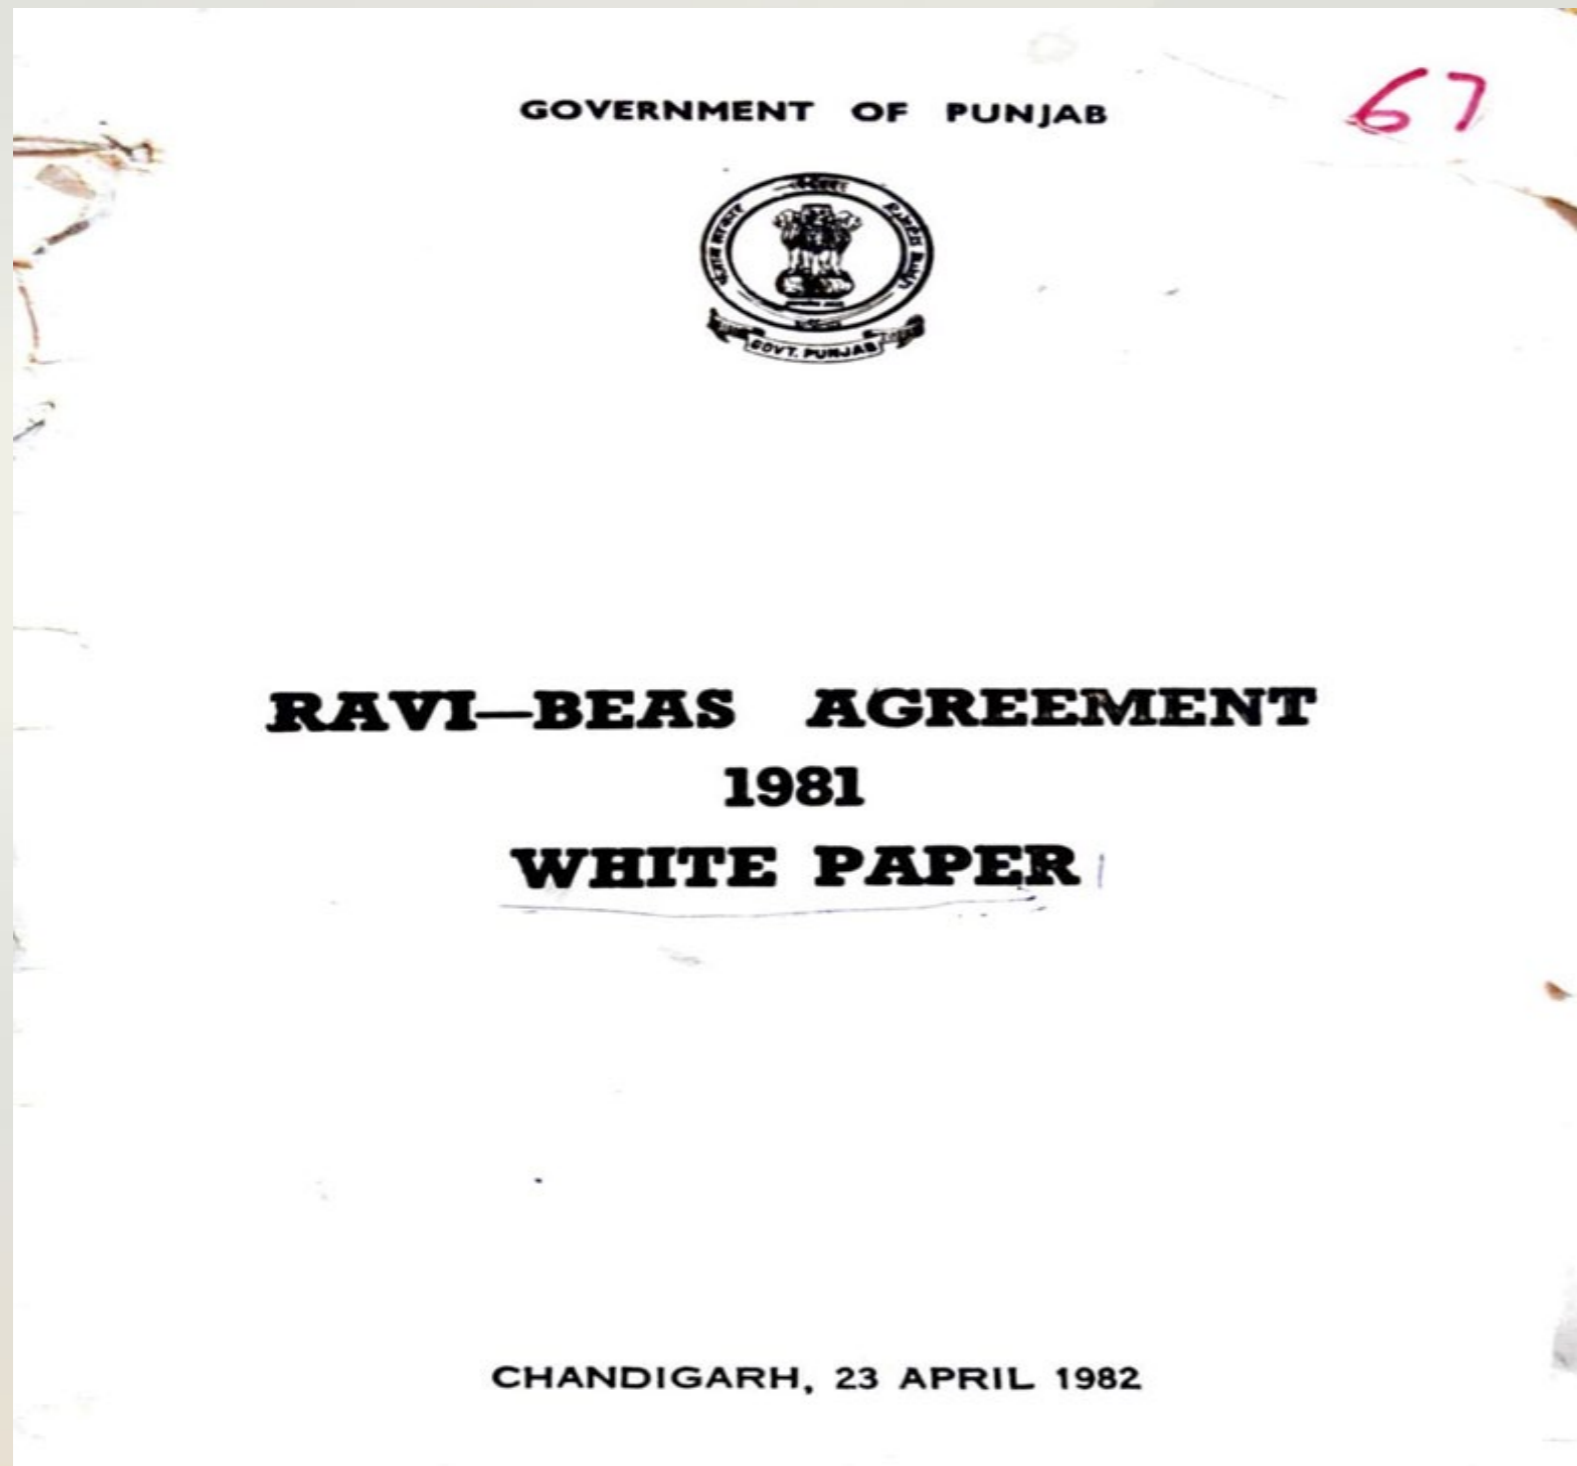 GOVERNMENT OF PUNJAB
67
GOVT. PUNJAB
RAVI—BEAS AGREEMENT
1981
WHITE PAPER
CHANDIGARH, 23 APRIL 1982